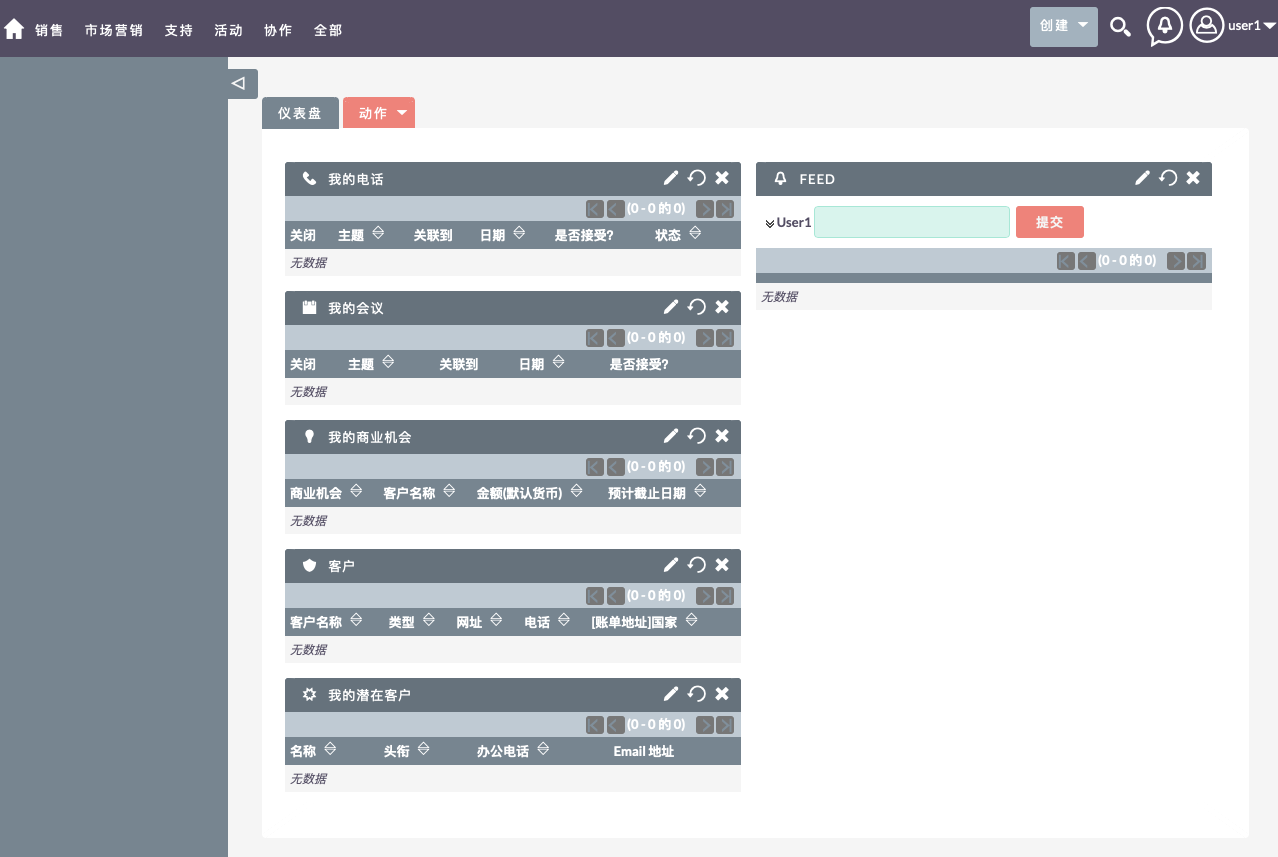 销售 市场营销 支持 活动 协作 全部 创建 user1
仪表盘 动作
我的电话
(0 - 0 的 0)
关闭 主题 关联到 日期 是否接受? 状态
无数据
我的会议
(0 - 0 的 0)
关闭 主题 关联到 日期 是否接受?
无数据
我的商业机会
(0 - 0 的 0)
商业机会 客户名称 金额(默认货币) 预计截止日期
无数据
客户
(0 - 0 的 0)
客户名称 类型 网址 电话 [账单地址]国家
无数据
我的潜在客户
(0 - 0 的 0)
名称 头衔 办公电话 Email 地址
无数据
FEED
User1 提交
(0 - 0 的 0)
无数据